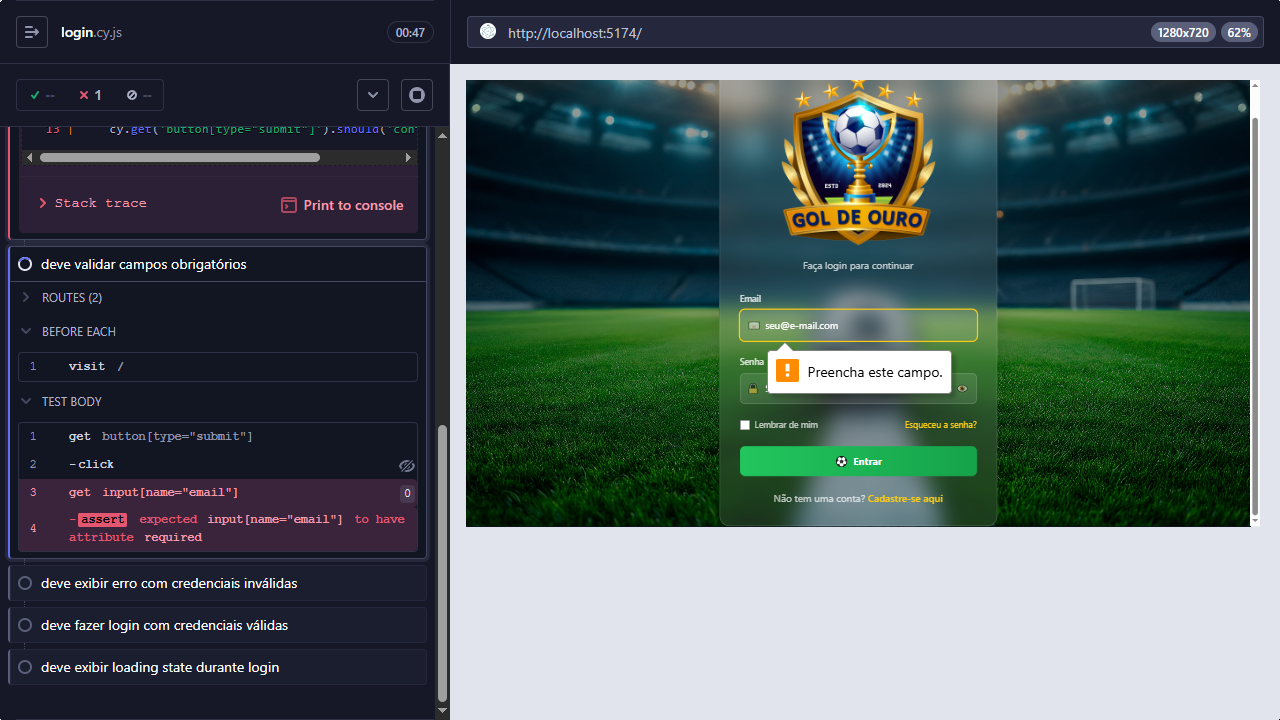 login.cy.js
00:47
http://localhost:5174/
1280x720
62%
--
1
--
13 | cy.get('button[type="submit"]').should('con
Stack trace
Print to console
deve validar campos obrigatórios
ROUTES (2)
BEFORE EACH
1 visit /
TEST BODY
1 get button[type="submit"]
2 -click
3 get input[name="email"] 0
4 -assert expected input[name="email"] to have
attribute required
deve exibir erro com credenciais inválidas
deve fazer login com credenciais válidas
deve exibir loading state durante login
ESTD 2024
GOL DE OURO
Faça login para continuar
Email
seu@e-mail.com
Senha
Preencha este campo.
Lembrar de mim
Esqueceu a senha?
Entrar
Não tem uma conta? Cadastre-se aqui